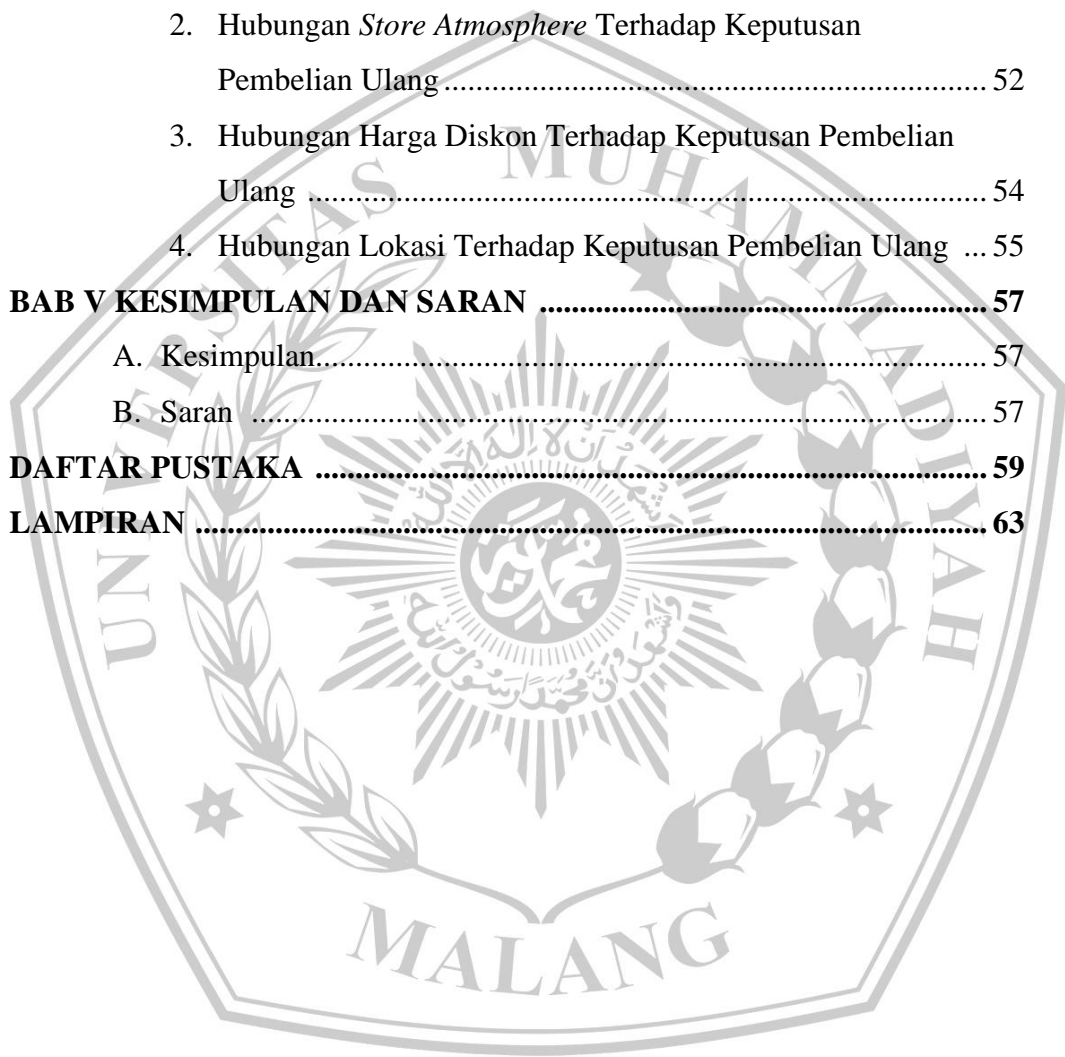 2. Hubungan Store Atmosphere Terhadap Keputusan
Pembelian Ulang ........................................................................ 52
3. Hubungan Harga Diskon Terhadap Keputusan Pembelian
Ulang ........................................................................................ 54
4. Hubungan Lokasi Terhadap Keputusan Pembelian Ulang ... 55
BAB V KESIMPULAN DAN SARAN ......................................................... 57
A. Kesimpulan ........................................................................................ 57
B. Saran ................................................................................................. 57
DAFTAR PUSTAKA .................................................................................... 59
LAMPIRAN ................................................................................................... 63
UNIVERSITAS MUHAMMADIYAH
MALANG